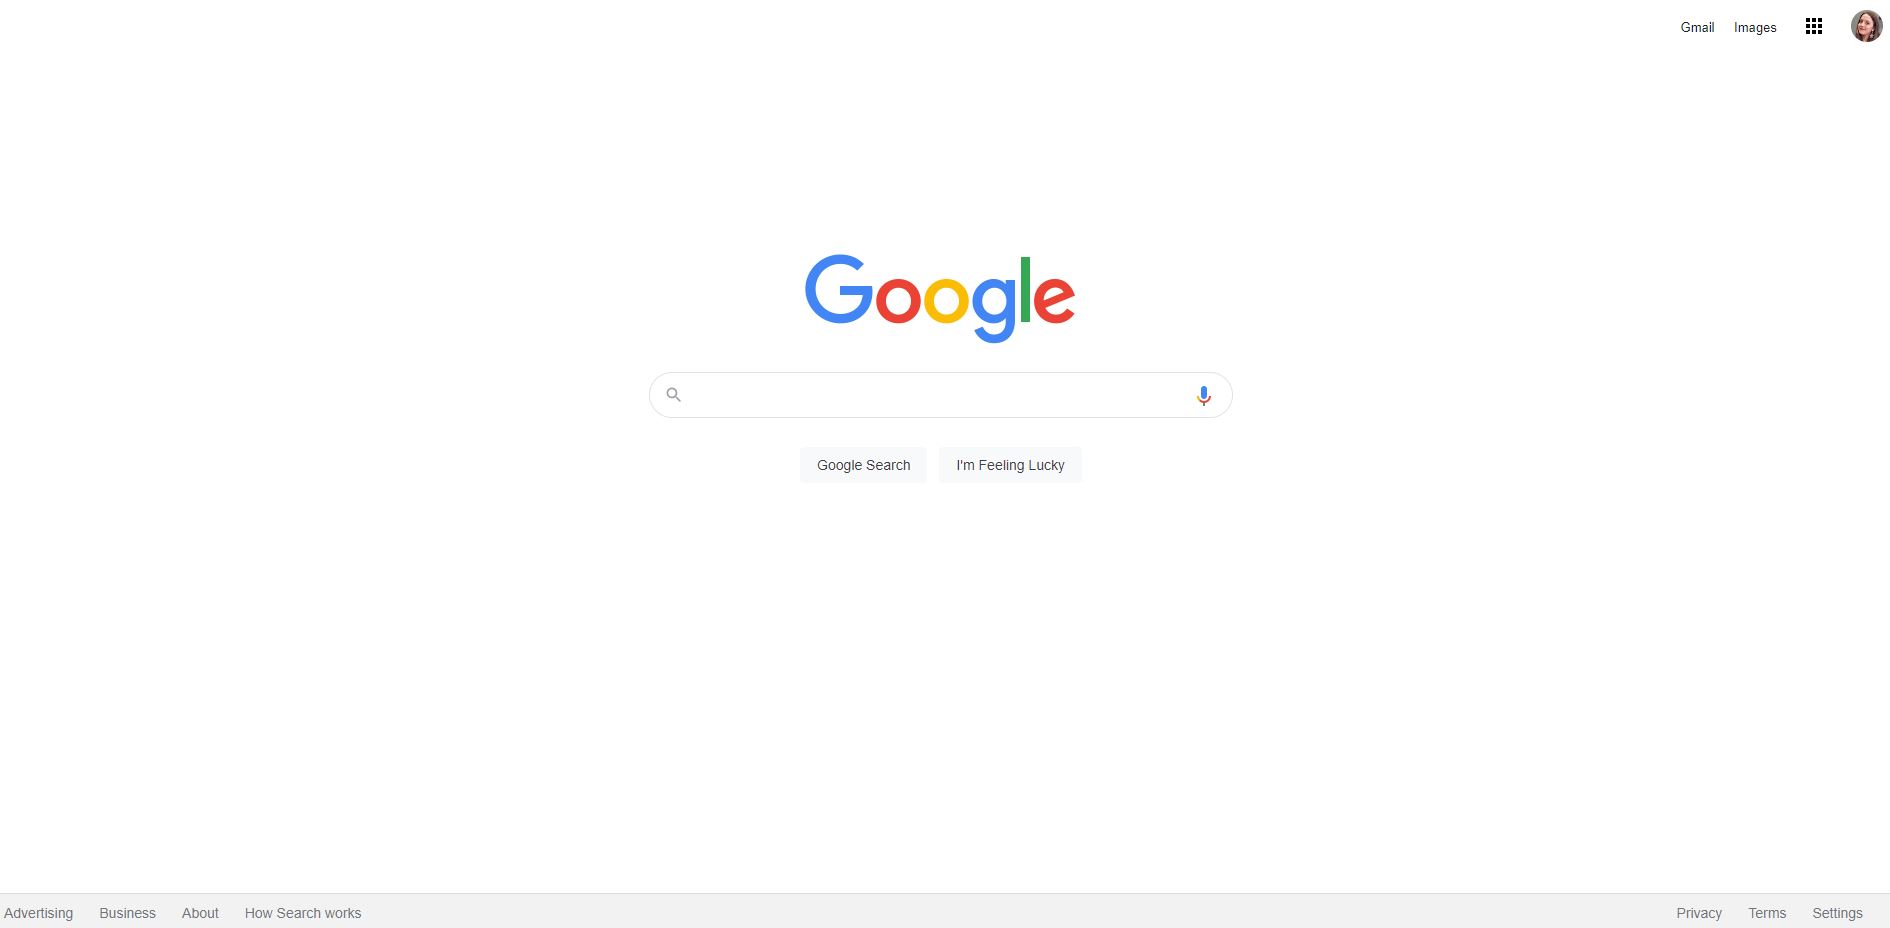 Gmail Images
Google
Google Search I'm Feeling Lucky
Advertising Business About How Search works Privacy Terms Settings